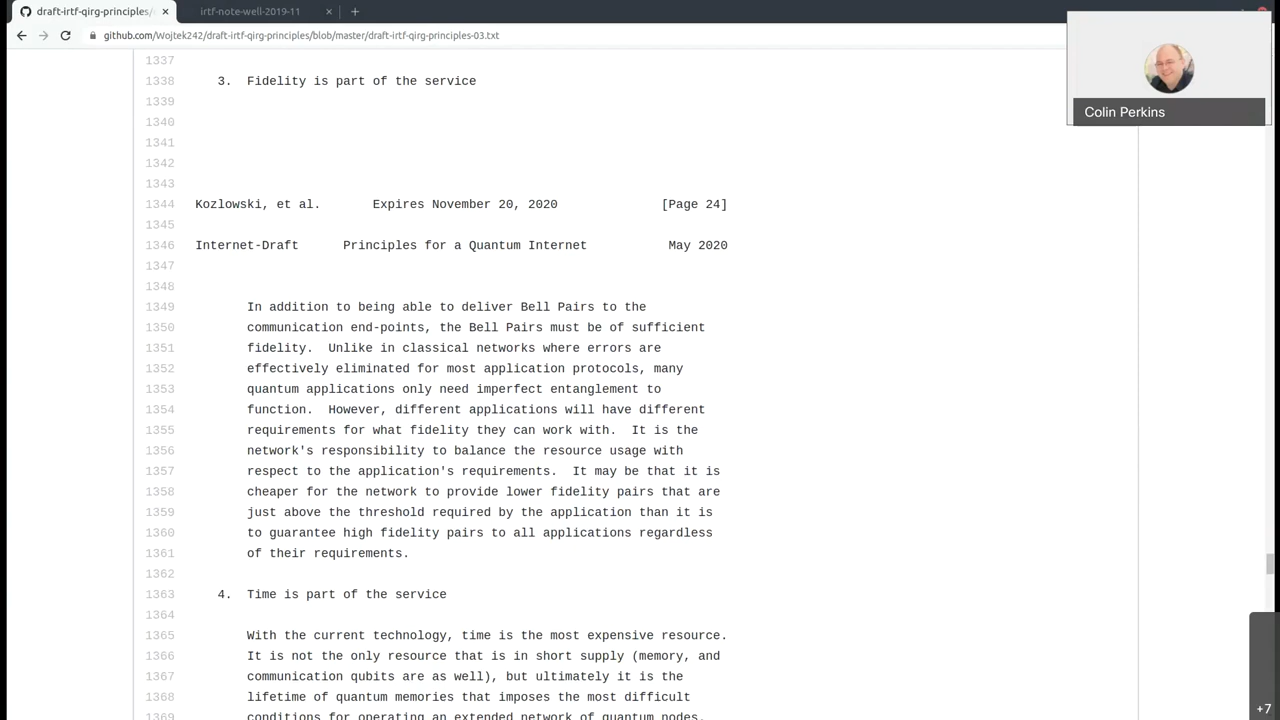 draft-irtf-qirg-principles/ ×
irtf-note-well-2019-11 × +
github.com/Wojtek242/draft-irtf-qirg-principles/blob/master/draft-irtf-qirg-principles-03.txt
Colin Perkins
1337
1338 3. Fidelity is part of the service
1339
1340
1341
1342
1343
1344 Kozlowski, et al. Expires November 20, 2020 [Page 24]
1345
1346 Internet-Draft Principles for a Quantum Internet May 2020
1347
1348
1349 In addition to being able to deliver Bell Pairs to the
1350 communication end-points, the Bell Pairs must be of sufficient
1351 fidelity. Unlike in classical networks where errors are
1352 effectively eliminated for most application protocols, many
1353 quantum applications only need imperfect entanglement to
1354 function. However, different applications will have different
1355 requirements for what fidelity they can work with. It is the
1356 network's responsibility to balance the resource usage with
1357 respect to the application's requirements. It may be that it is
1358 cheaper for the network to provide lower fidelity pairs that are
1359 just above the threshold required by the application than it is
1360 to guarantee high fidelity pairs to all applications regardless
1361 of their requirements.
1362
1363 4. Time is part of the service
1364
1365 With the current technology, time is the most expensive resource.
1366 It is not the only resource that is in short supply (memory, and
1367 communication qubits are as well), but ultimately it is the
1368 lifetime of quantum memories that imposes the most difficult
1369 conditions for operating an extended network of quantum nodes.
+7